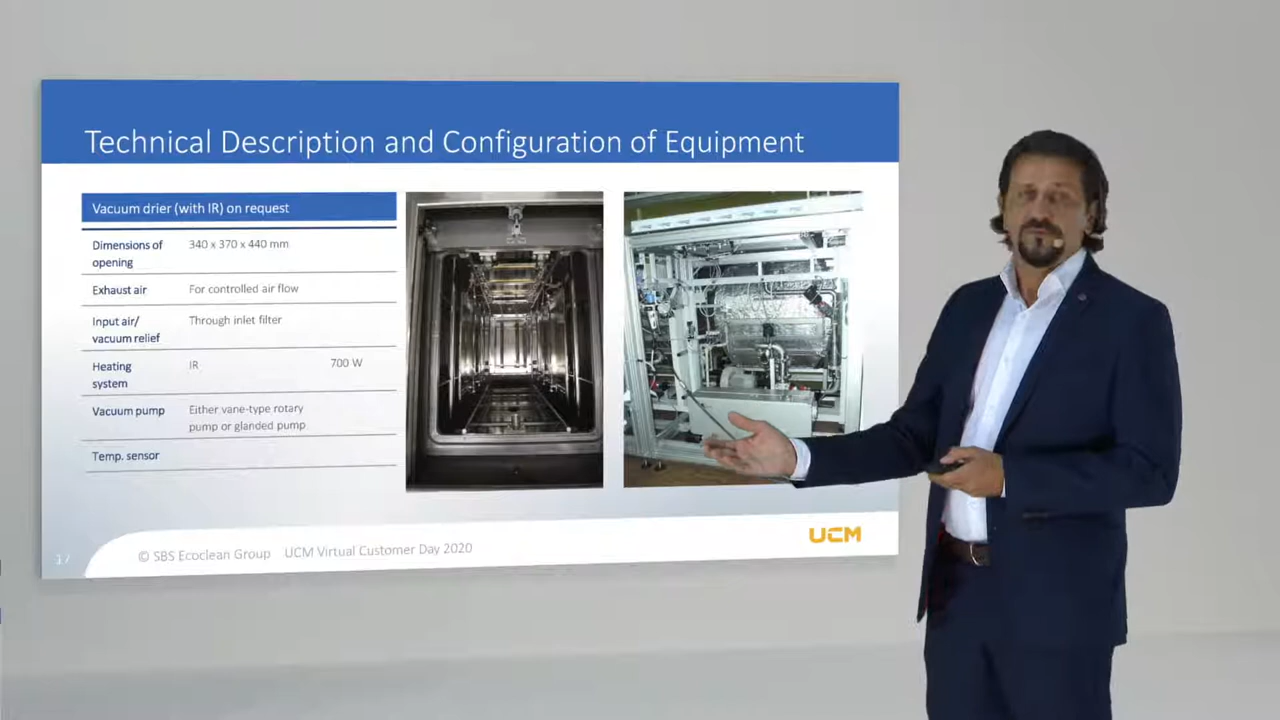 Technical Description and Configuration of Equipment
Vacuum drier (with IR) on request
Dimensions of opening
340 x 370 x 440 mm
Exhaust air
For controlled air flow
Input air/
vacuum relief
Through inlet filter
Heating
system
IR
700 W
Vacuum pump
Either vane-type rotary
pump or glanded pump
Temp. sensor
17
© SBS Ecoclean Group
UCM Virtual Customer Day 2020
UCM